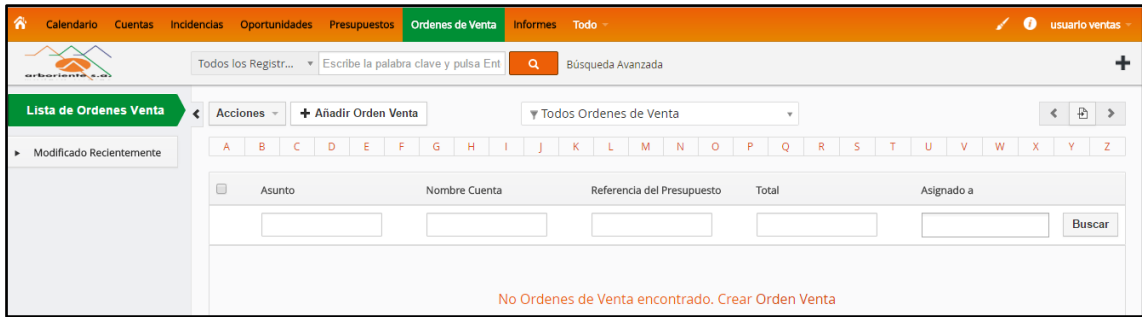 Calendario Cuentas Incidencias Oportunidades Presupuestos Ordenes de Venta Informes Todo usuario ventas
arboriente s.a.
Todos los Registr... Escribe la palabra clave y pulsa Ent Búsqueda Avanzada
Lista de Ordenes Venta Acciones Añadir Orden Venta Todos Ordenes de Venta
Modificado Recientemente A B C D E F G H I J K L M N O P Q R S T U V W X Y Z
Asunto Nombre Cuenta Referencia del Presupuesto Total Asignado a
Buscar
No Ordenes de Venta encontrado. Crear Orden Venta